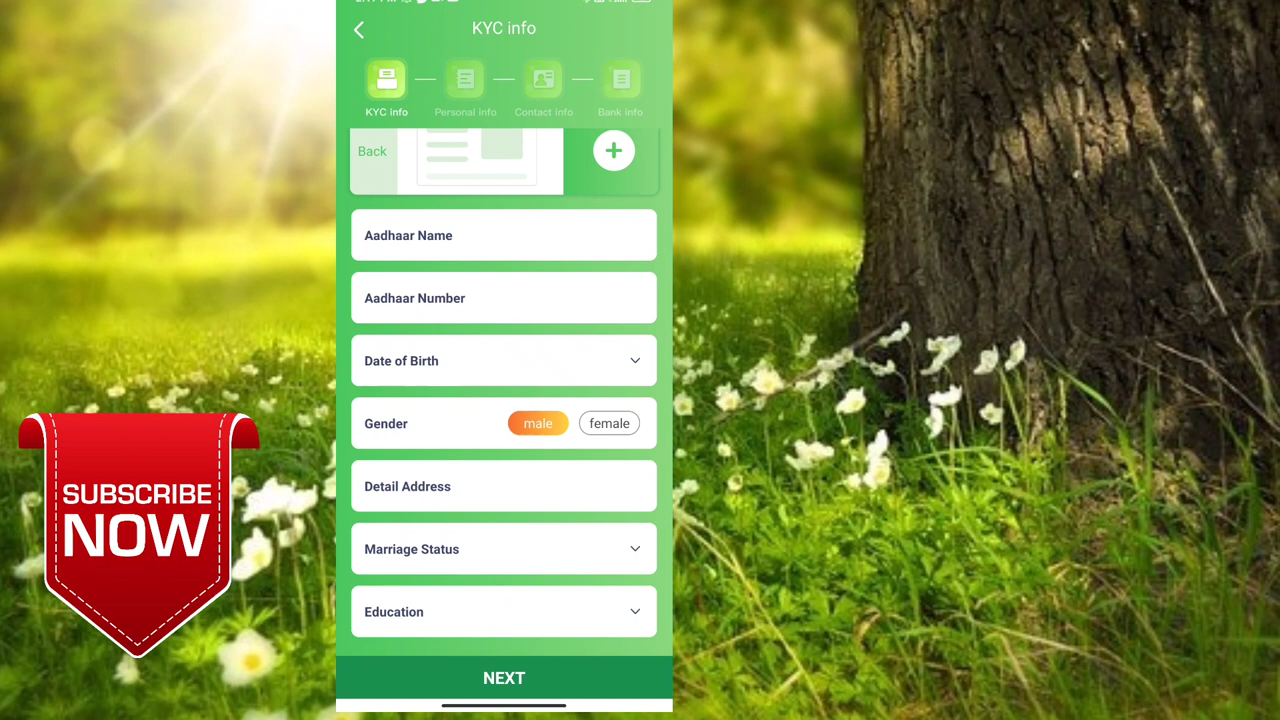 KYC info
KYC info
Personal info
Contact info
Bank info
Back
Aadhaar Name
Aadhaar Number
Date of Birth
Gender
male
female
Detail Address
Marriage Status
Education
NEXT
SUBSCRIBE
NOW